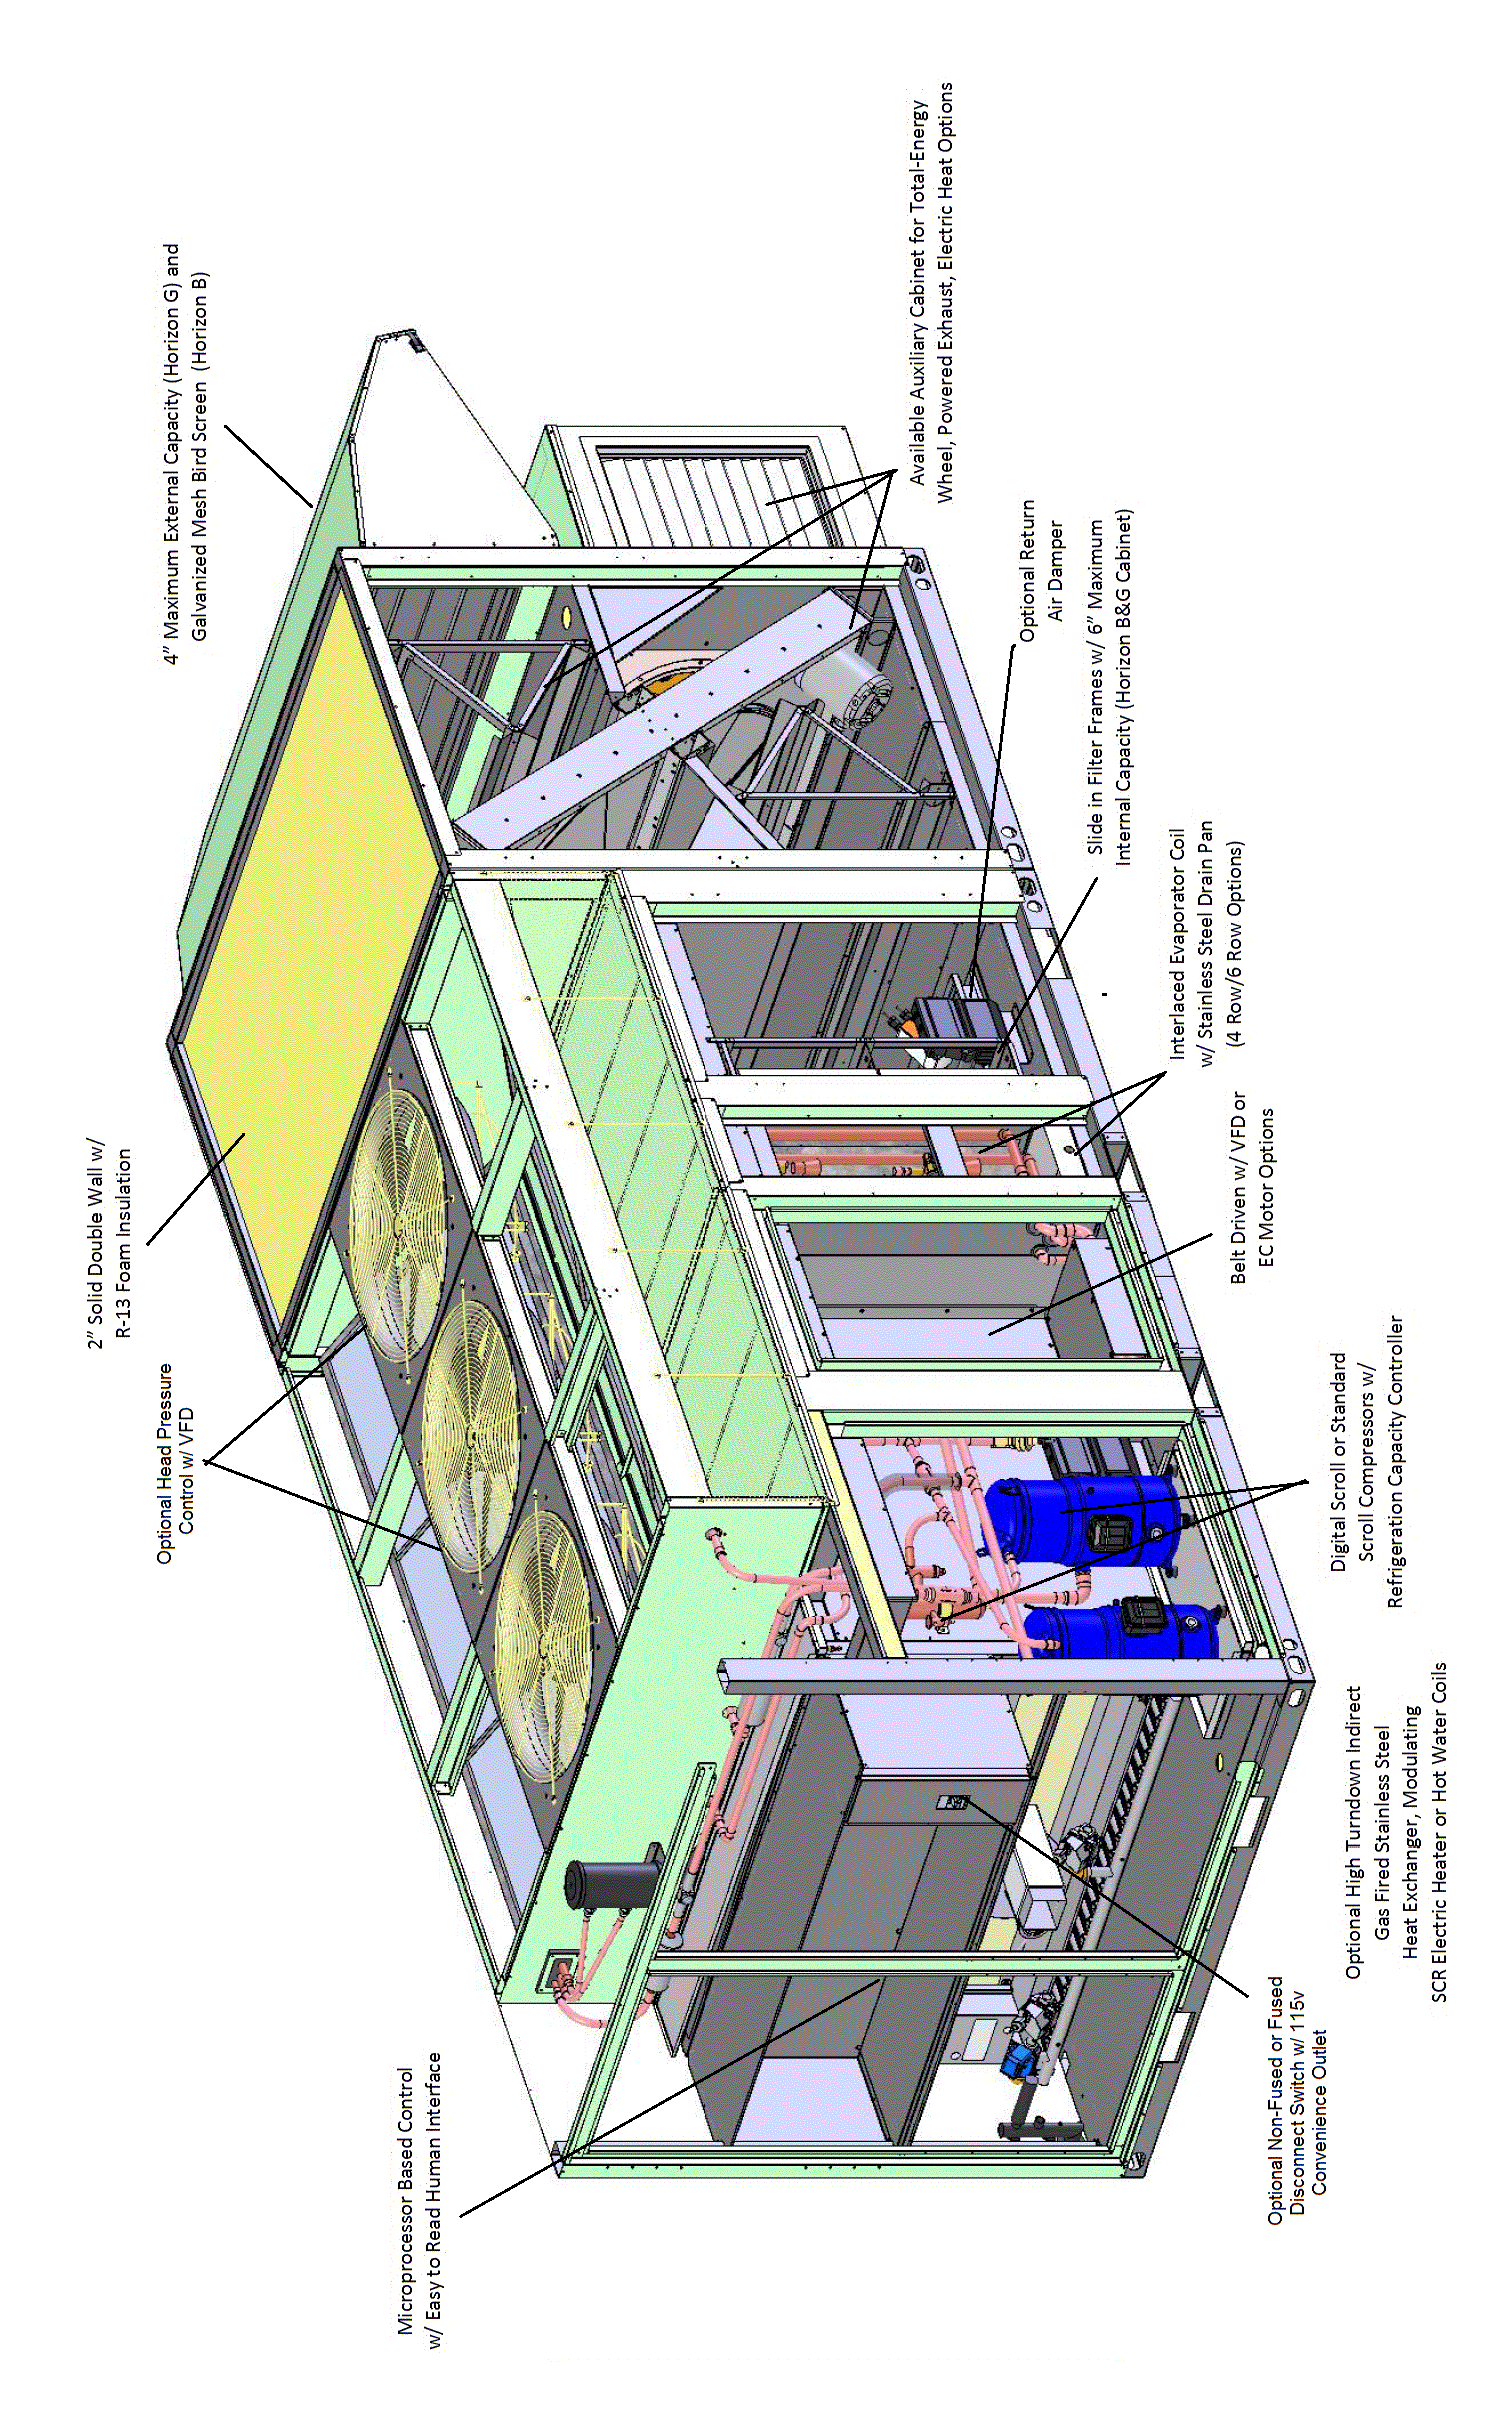 4” Maximum External Capacity (Horizon G) and
Galvanized Mesh Bird Screen (Horizon B)
2” Solid Double Wall w/
R-13 Foam Insulation
Optional Head Pressure
Control w/ VFD
Microprocessor Based Control
w/ Easy to Read Human Interface
Available Auxiliary Cabinet for Total-Energy
Wheel, Powered Exhaust, Electric Heat Options
Optional Return
Air Damper
Slide in Filter Frames w/ 6” Maximum
Internal Capacity (Horizon B&G Cabinet)
Interlaced Evaporator Coil
w/ Stainless Steel Drain Pan
(4 Row/6 Row Options)
Belt Driven w/ VFD or
EC Motor Options
Digital Scroll or Standard
Scroll Compressors w/
Refrigeration Capacity Controller
Optional High Turndown Indirect
Gas Fired Stainless Steel
Heat Exchanger, Modulating
SCR Electric Heater or Hot Water Coils
Optional Non-Fused or Fused
Disconnect Switch w/ 115v
Convenience Outlet